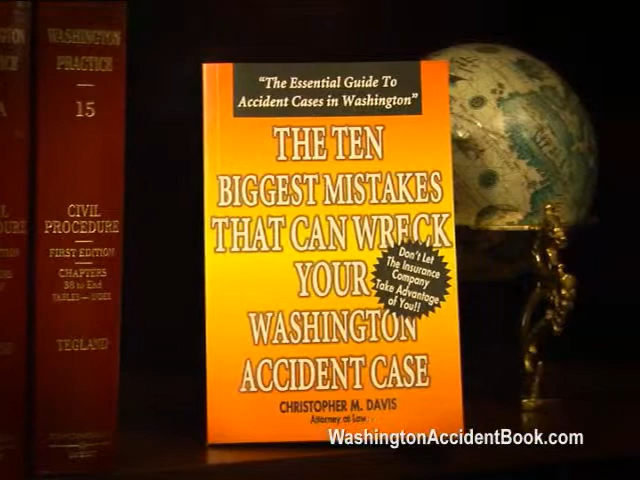 WASHINGTON
PRACTICE
15
CIVIL
PROCEDURE
FIRST EDITION
CHAPTERS
38 to End
TABLES—INDEX
TEGLAND
"The Essential Guide To
Accident Cases in Washington"
THE TEN
BIGGEST MISTAKES
THAT CAN WRECK
YOUR
WASHINGTON
ACCIDENT CASE
Don't Let
The Insurance
Company
Take Advantage
of You!!
CHRISTOPHER M. DAVIS
Attorney at Law
WashingtonAccidentBook.com